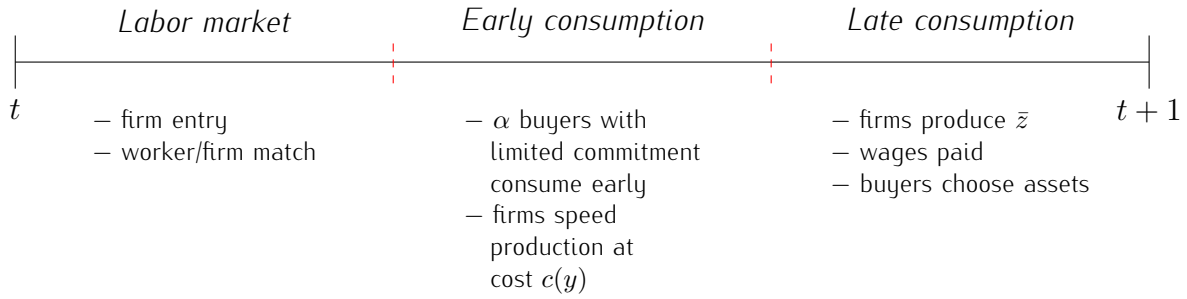 Labor market
Early consumption
Late consumption
t
t + 1
– firm entry
– worker/firm match
– α buyers with
limited commitment
consume early
– firms speed
production at
cost c(y)
– firms produce z̄
– wages paid
– buyers choose assets